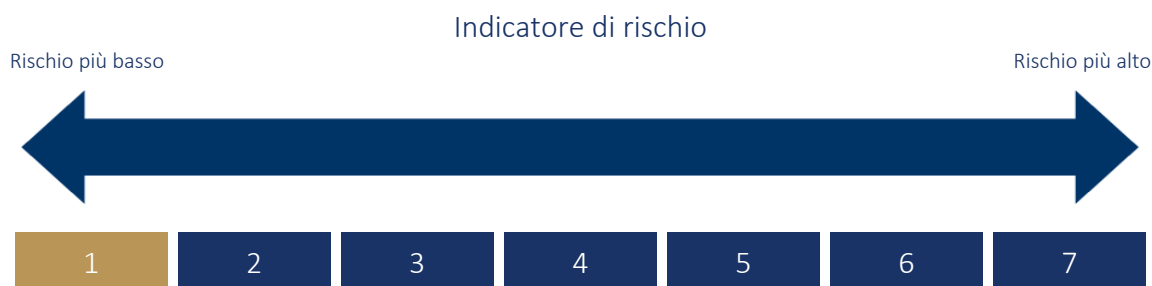 Indicatore di rischio
Rischio più basso Rischio più alto
1 2 3 4 5 6 7